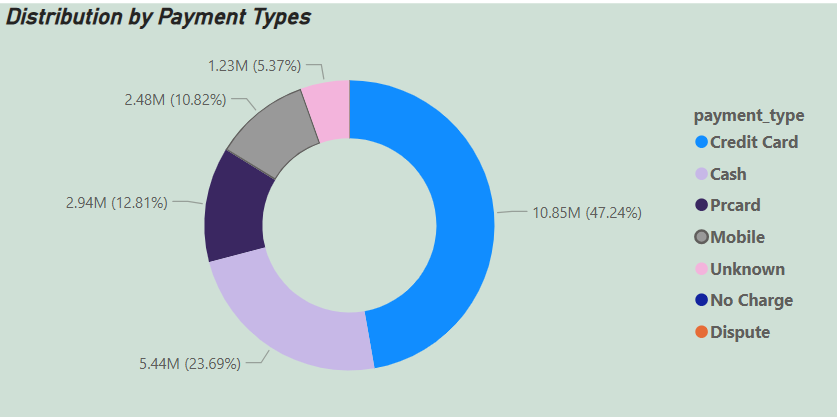 Distribution by Payment Types
1.23M (5.37%)
2.48M (10.82%)
2.94M (12.81%)
5.44M (23.69%)
10.85M (47.24%)
payment_type
Credit Card
Cash
Prcard
Mobile
Unknown
No Charge
Dispute